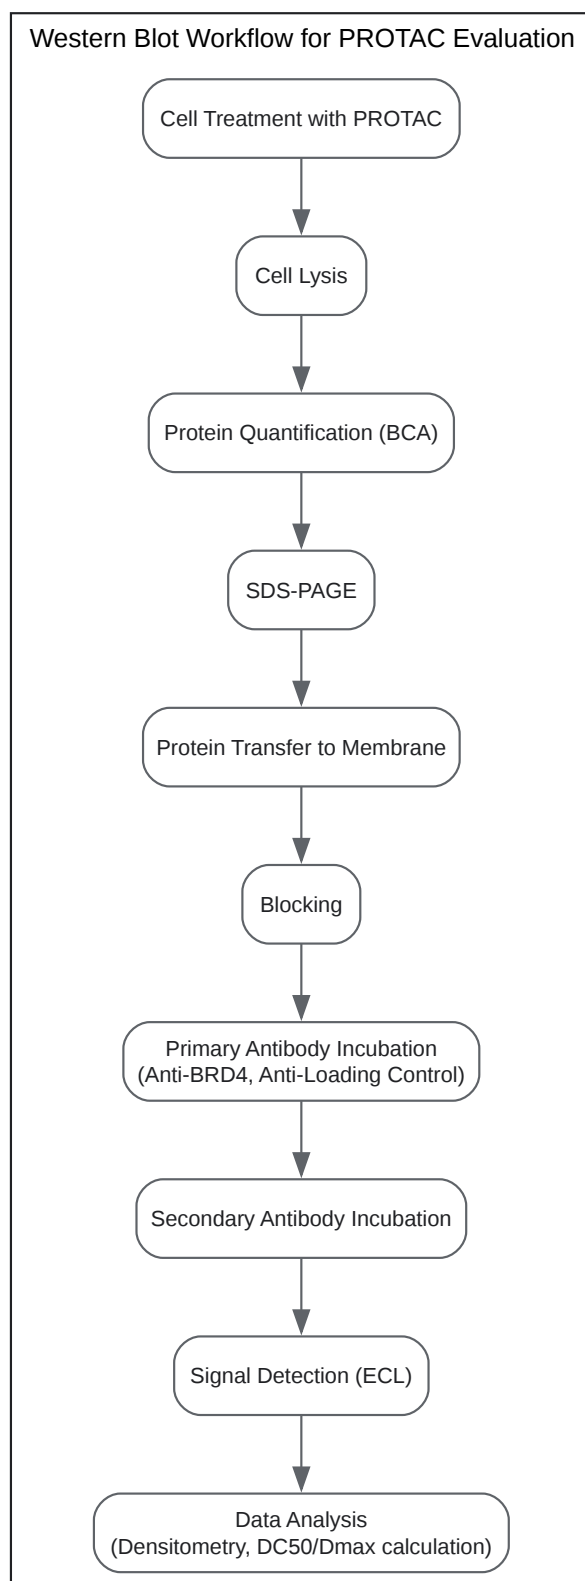 Western Blot Workflow for PROTAC Evaluation
Cell Treatment with PROTAC
Cell Lysis
Protein Quantification (BCA)
SDS-PAGE
Protein Transfer to Membrane
Blocking
Primary Antibody Incubation
(Anti-BRD4, Anti-Loading Control)
Secondary Antibody Incubation
Signal Detection (ECL)
Data Analysis
(Densitometry, DC50/Dmax calculation)